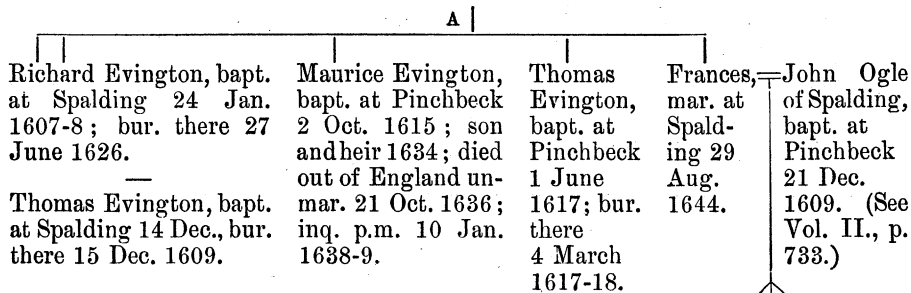 A
Richard Evington, bapt.
at Spalding 24 Jan.
1607-8 ; bur. there 27
June 1626.
—
Thomas Evington, bapt.
at Spalding 14 Dec., bur.
there 15 Dec. 1609.
Maurice Evington,
bapt. at Pinchbeck
2 Oct. 1615 ; son
and heir 1634 ; died
out of England un-
mar. 21 Oct. 1636 ;
inq. p.m. 10 Jan.
1638-9.
Thomas
Evington,
bapt. at
Pinchbeck
1 June
1617; bur.
there
4 March
1617-18.
Frances,
mar. at
Spald-
ing 29
Aug.
1644.
John Ogle
of Spalding,
bapt. at
Pinchbeck
21 Dec.
1609. (See
Vol. II., p.
733.)